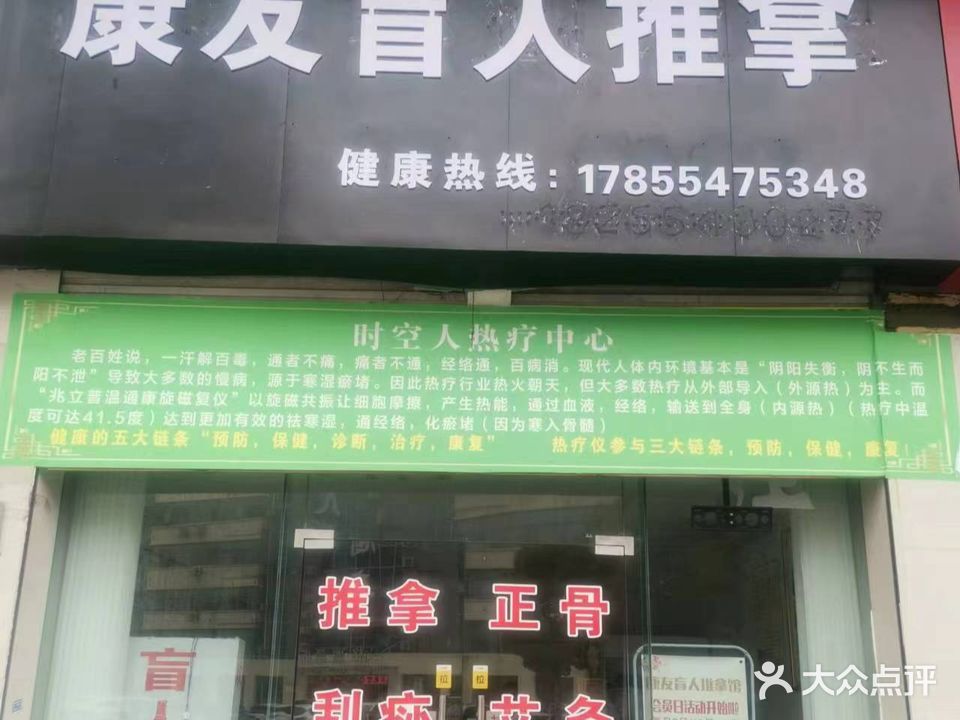 康友盲人推拿
健康热线：17855475348
时空人热疗中心
老百姓说，一汗解百毒，通者不痛，痛者不通，经络通，百病消。现代人体内环境基本是“阴阳失衡，阴不生而
阳不泄”导致大多数的慢病，源于寒湿瘀堵。因此热疗行业热火朝天，但大多数热疗从外部导入（外源热）为主。而
“兆立普温通康旋磁复仪”以旋磁共振让细胞摩擦，产生热能，通过血液，经络，输送到全身（内源热）（热疗中温
度可达41.5度）达到更加有效的祛寒湿，通经络，化瘀堵（因为寒入骨髓）
健康的五大链条“预防，保健，诊断，治疗，康复” 热疗仪参与三大链条，预防，保健，康复
推拿 正骨
拉 拉
盲
刮痧 艾灸
康友盲人推拿馆
会员日活动开始啦
大众点评